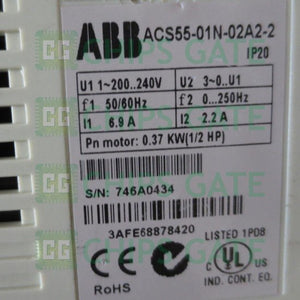 ABB ACS55-01N-02A2-2
IP20
U1 1~200..240V U2 3~0..U1
f1 50/60Hz f2 0..250Hz
I1 6.9 A I2 2.2 A
Pn motor: 0.37 KW(1/2 HP)
S/N: 746A0434
3AFE68878420
LISTED 1PD8
CE C UL US
RoHS IND. CONT. EQ.
CHIPS GATE